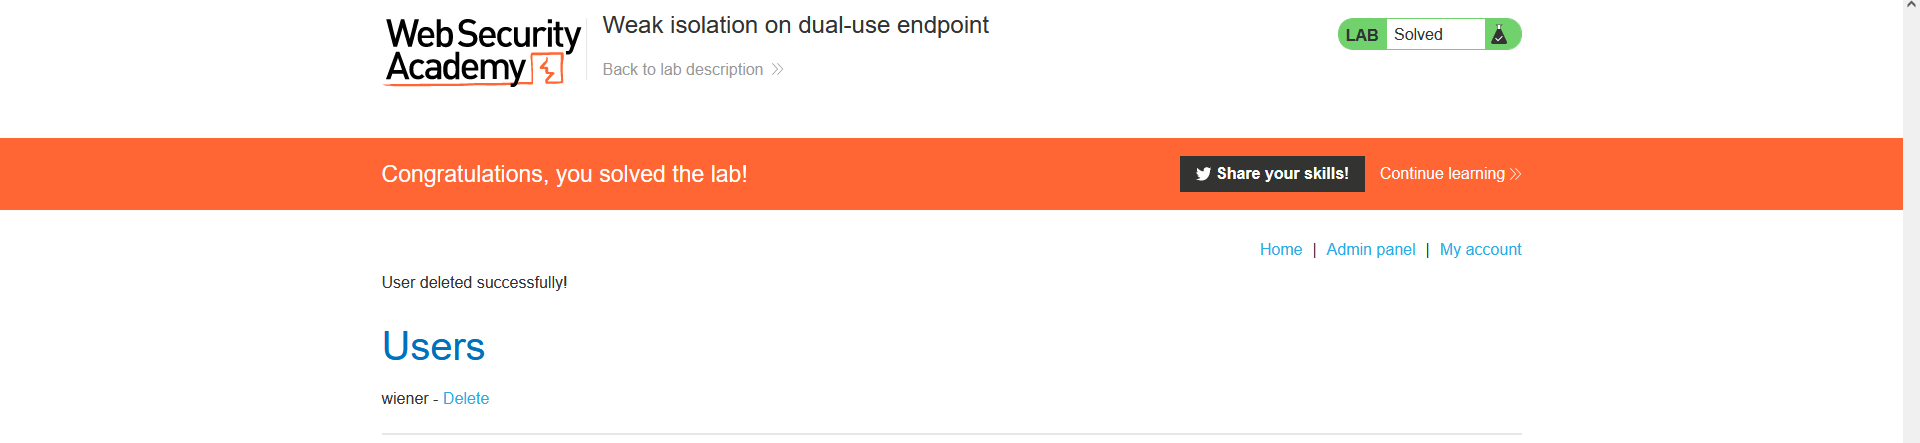 Web Security
Academy
Weak isolation on dual-use endpoint
Back to lab description
LAB Solved
Congratulations, you solved the lab!
Share your skills! Continue learning
Home | Admin panel | My account
User deleted successfully!
Users
wiener - Delete